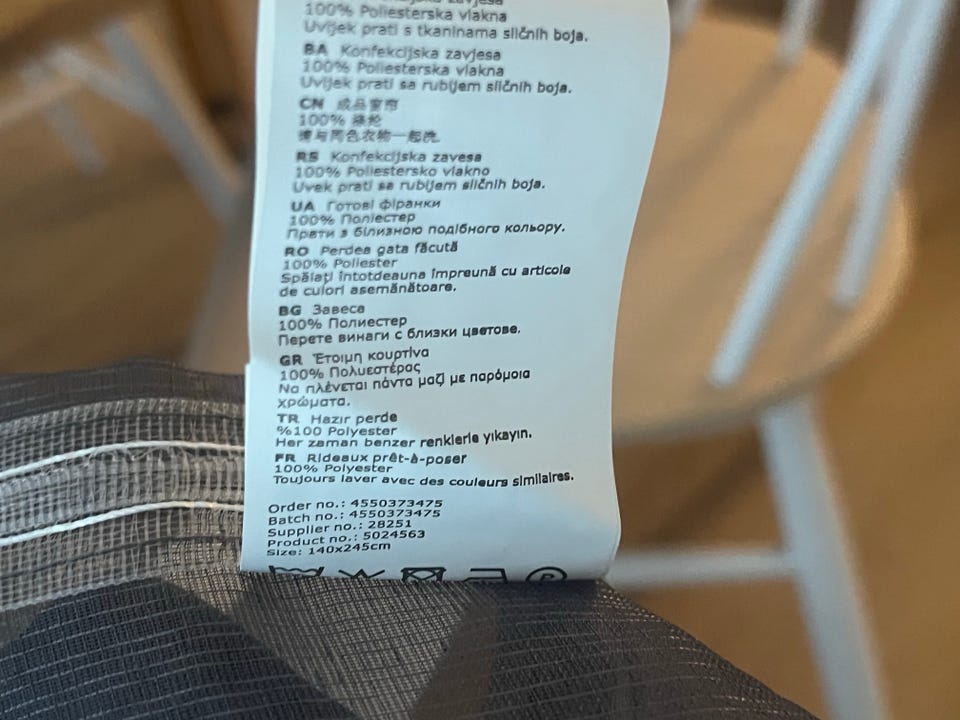 100% Poliesterska vlakna
Uvijek prati s tkaninama sličnih boja.
BA Konfekcijska zavjesa
100% Poliesterska vlakna
Uvijek prati sa rubljem sličnih boja.
CN 成品窗帘
100% 涤纶
请与同色衣物一起洗.
RS Konfekcijska zavesa
100% Poliestersko vlakno
Uvek prati sa rubljem sličnih boja.
UA Готові фіранки
100% Поліестер
Прати з білизною подібного кольору.
RO Perdea gata făcută
100% Poliester
Spălați întotdeauna împreună cu articole
de culori asemănătoare.
BG Завеса
100% Полиестер
Перете винаги с близки цветове.
GR Έτοιμη κουρτίνα
100% Πολυεστέρας
Να πλένεται πάντα μαζί με παρόμοια
χρώματα.
TR Hazır perde
%100 Polyester
Her zaman benzer renklerle yıkayın.
FR Rideaux prêt-à-poser
100% Polyester
Toujours laver avec des couleurs similaires.
Order no.: 4550373475
Batch no.: 4550373475
Supplier no.: 28251
Product no.: 5024563
Size: 140x245cm